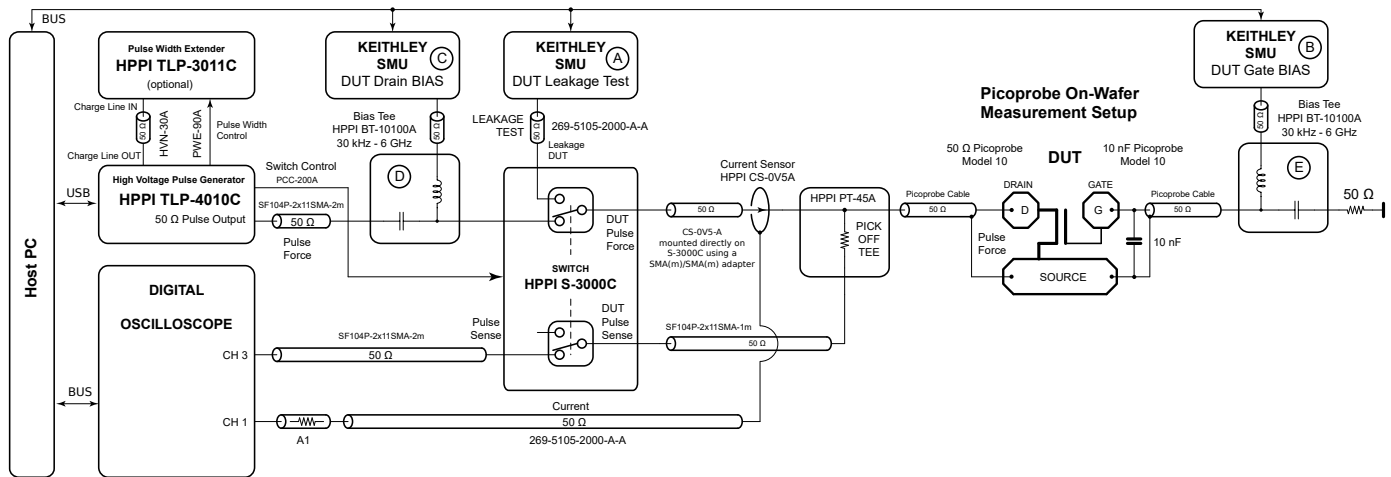 BUS
Host PC
USB
BUS
Pulse Width Extender
HPPI TLP-3011C
(optional)
Charge Line IN
50 Ω
HVN-30A
PWE-90A
Pulse Width
Control
Charge Line OUT
High Voltage Pulse Generator
HPPI TLP-4010C
50 Ω Pulse Output
Switch Control
PCC-200A
SF104P-2x11SMA-2m
50 Ω
Pulse
Force
KEITHLEY
SMU
C
DUT Drain BIAS
Bias Tee
HPPI BT-10100A
30 kHz - 6 GHz
50 Ω
D
KEITHLEY
SMU
A
DUT Leakage Test
LEAKAGE
TEST
50 Ω
269-5105-2000-A-A
Leakage
DUT
SWITCH
HPPI S-3000C
DUT
Pulse
Force
Pulse
Sense
DUT
Pulse
Sense
50 Ω
CS-0V5-A
mounted directly on
S-3000C using a
SMA(m)/SMA(m) adapter
Current Sensor
HPPI CS-0V5A
HPPI PT-45A
PICK
OFF
TEE
SF104P-2x11SMA-1m
50 Ω
Picoprobe On-Wafer
Measurement Setup
50 Ω Picoprobe
Model 10
DUT
10 nF Picoprobe
Model 10
Picoprobe Cable
50 Ω
DRAIN
D
GATE
G
Pulse
Force
SOURCE
10 nF
Picoprobe Cable
50 Ω
KEITHLEY
SMU
B
DUT Gate BIAS
50 Ω
Bias Tee
HPPI BT-10100A
30 kHz - 6 GHz
E
50 Ω
DIGITAL
OSCILLOSCOPE
CH 3
SF104P-2x11SMA-2m
50 Ω
CH 1
A1
Current
50 Ω
269-5105-2000-A-A